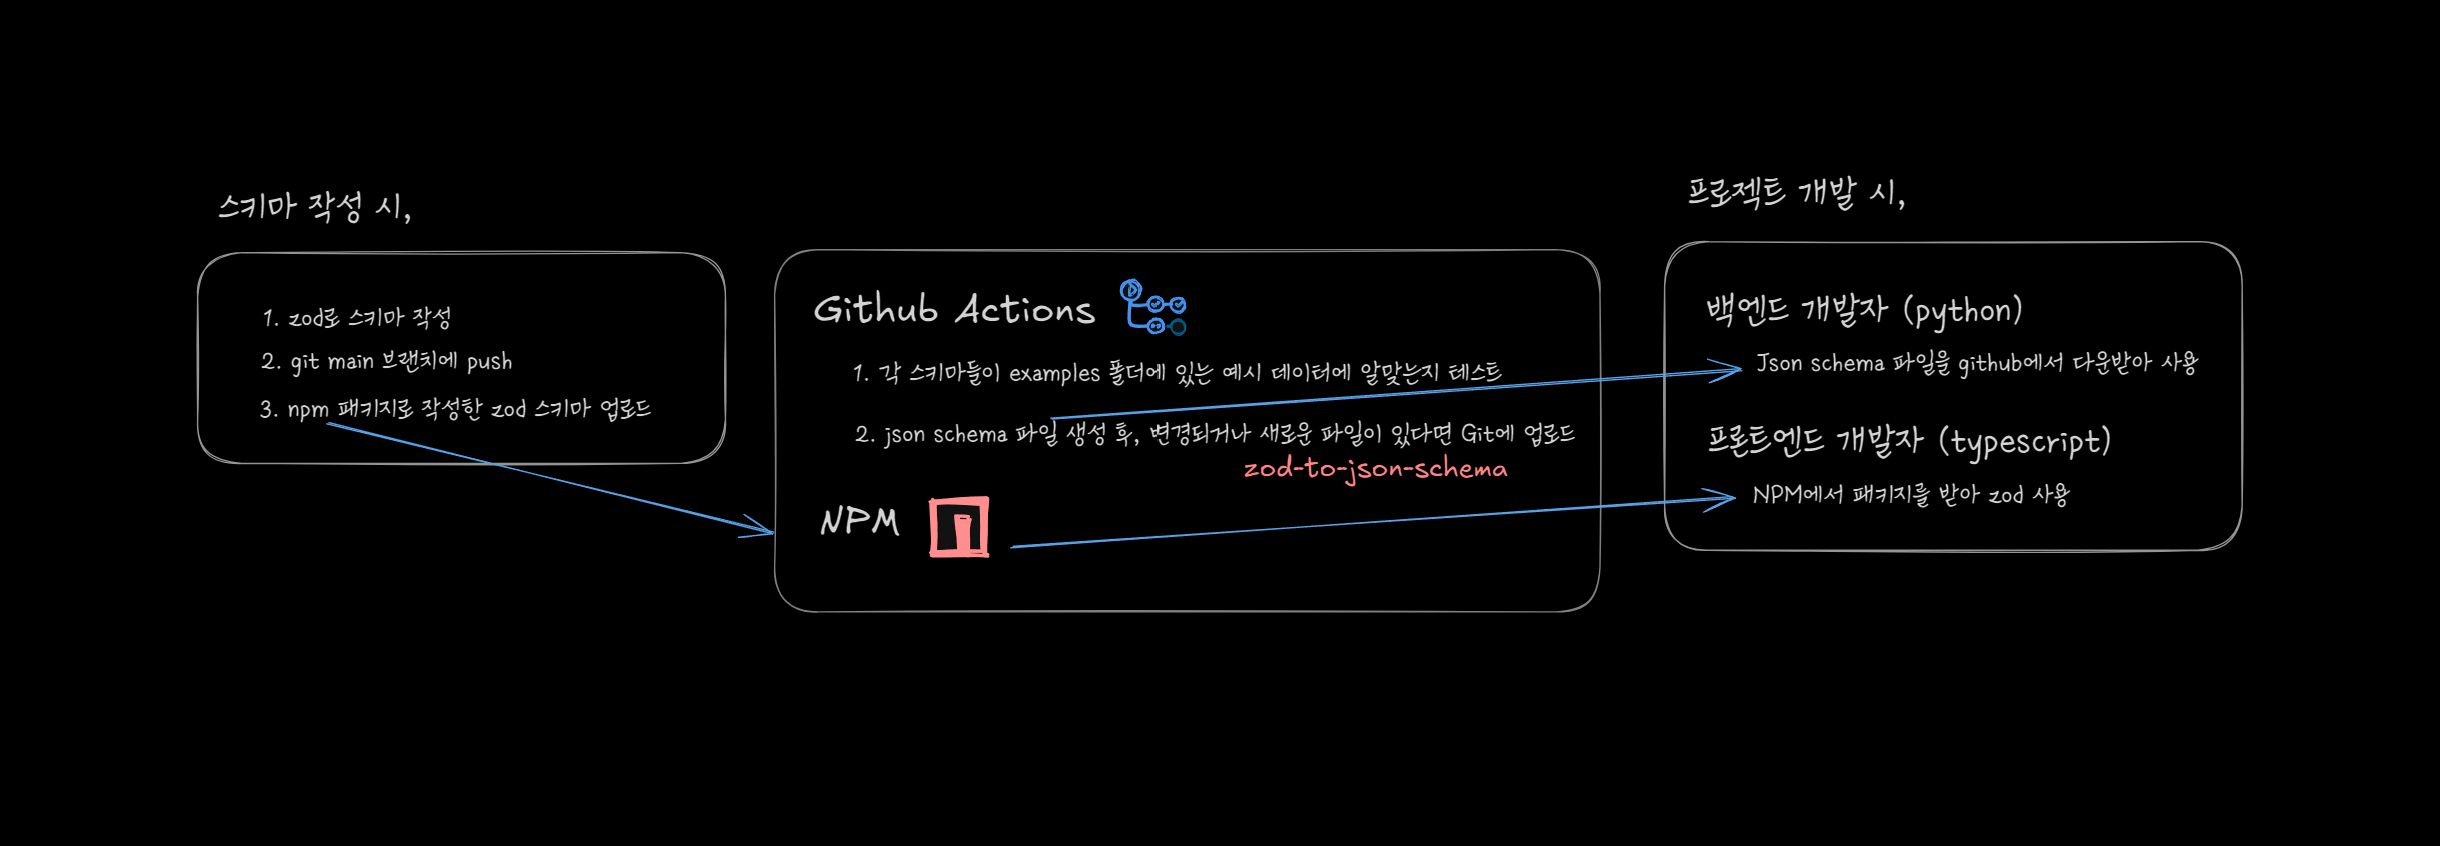 스키마 작성 시,
1. zod로 스키마 작성
2. git main 브랜치에 push
3. npm 패키지로 작성한 zod 스키마 업로드
Github Actions
1. 각 스키마들이 examples 폴더에 있는 예시 데이터에 알맞는지 테스트
2. json schema 파일 생성 후, 변경되거나 새로운 파일이 있다면 Git에 업로드
zod-to-json-schema
NPM
프로젝트 개발 시,
백엔드 개발자 (python)
Json schema 파일을 github에서 다운받아 사용
프론트엔드 개발자 (typescript)
NPM에서 패키지를 받아 zod 사용